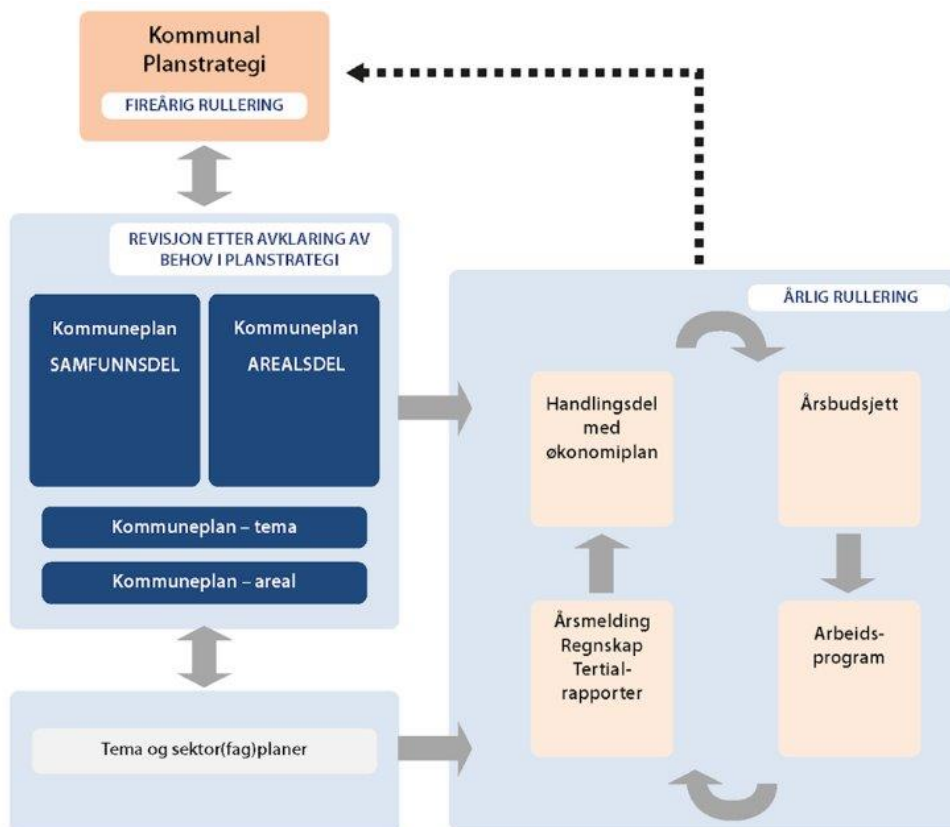 Kommunal
Planstrategi
FIREÅRIG RULLERING
REVISJON ETTER AVKLARING AV
BEHOV I PLANSTRATEGI
Kommuneplan
SAMFUNNSDEL
Kommuneplan
AREALSDEL
Kommuneplan – tema
Kommuneplan – areal
Tema og sektor(fag)planer
ÅRLIG RULLERING
Handlingsdel
med
økonomiplan
Årsbudsjett
Årsmelding
Regnskap
Tertial-
rapporter
Arbeids-
program